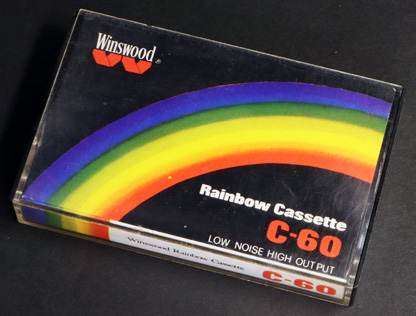 Winswood®
Rainbow Cassette
C-60
LOW NOISE HIGH OUTPUT
Winswood Rainbow Cassette C-60